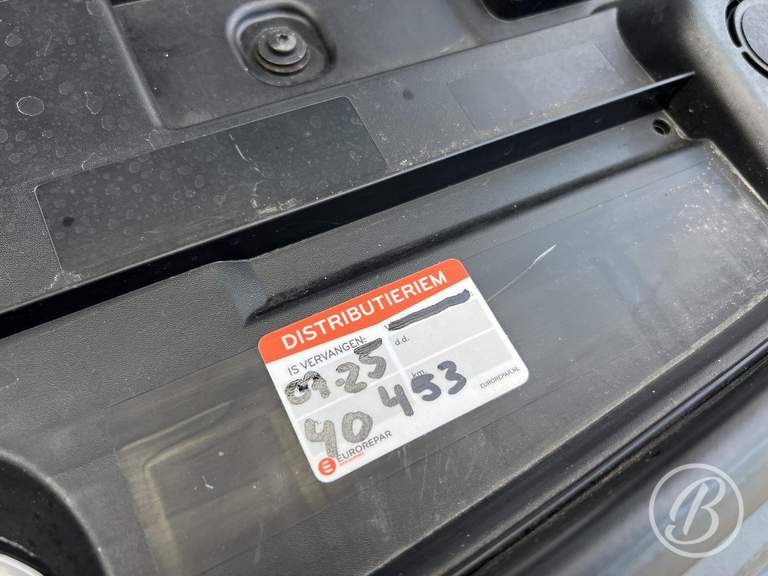 DISTRIBUTIERIEM
IS VERVANGEN:
d.d.
09-25
km
40 453
EUROREPAR
EUROREPAR.NL
B